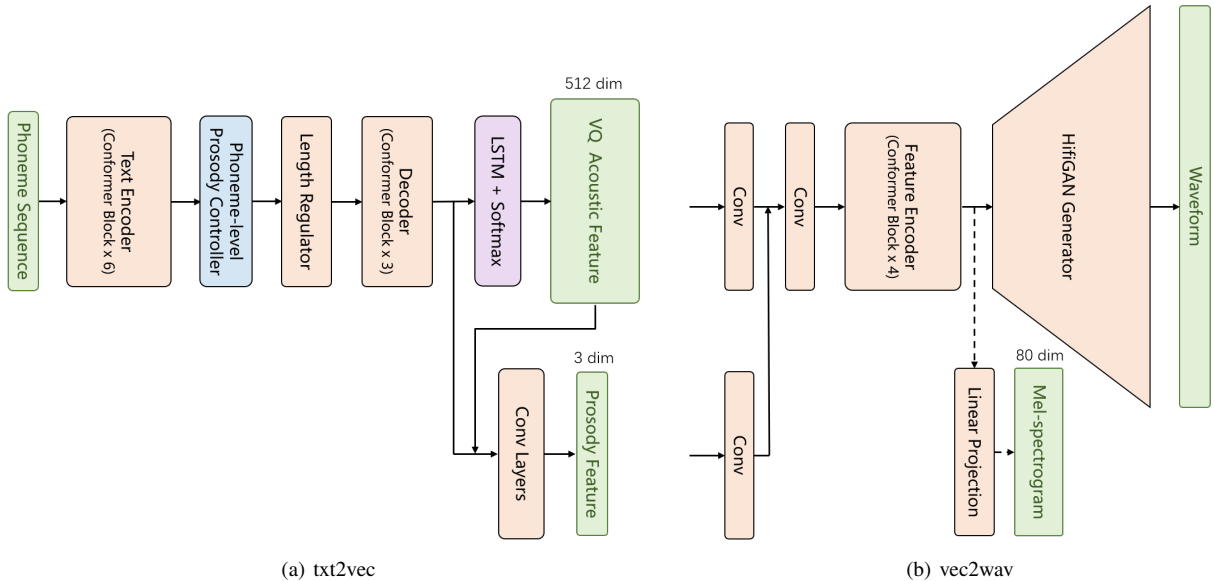 Phoneme Sequence
Text Encoder
(Conformer Block x 6)
Phoneme-level
Prosody Controller
Length Regulator
Decoder
(Conformer Block x 3)
LSTM + Softmax
512 dim
VQ Acoustic Feature
Conv Layers
3 dim
Prosody Feature
(a) txt2vec
Conv
Conv
Conv
Feature Encoder
(Conformer Block x 4)
HifiGAN Generator
Waveform
Linear Projection
80 dim
Mel-spectrogram
(b) vec2wav